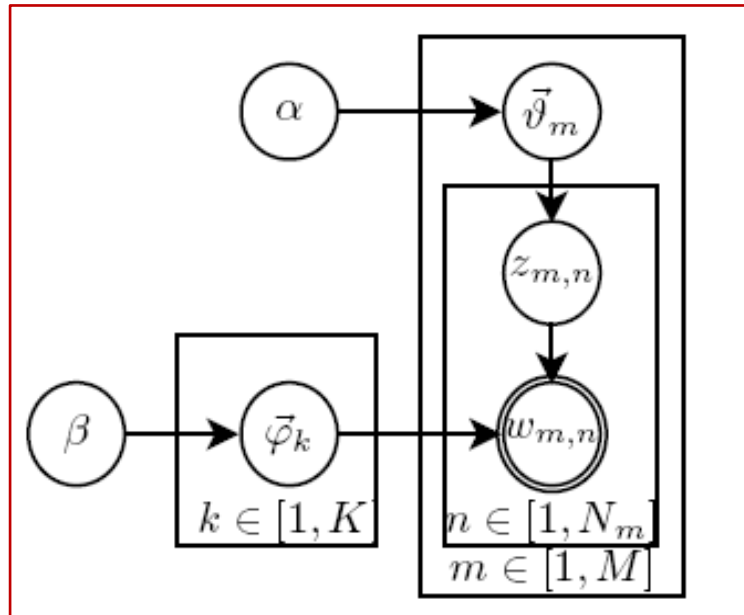 α
ϑ⃗_m
z_{m,n}
β
φ⃗_k
w_{m,n}
k ∈ [1, K]
n ∈ [1, N_m]
m ∈ [1, M]